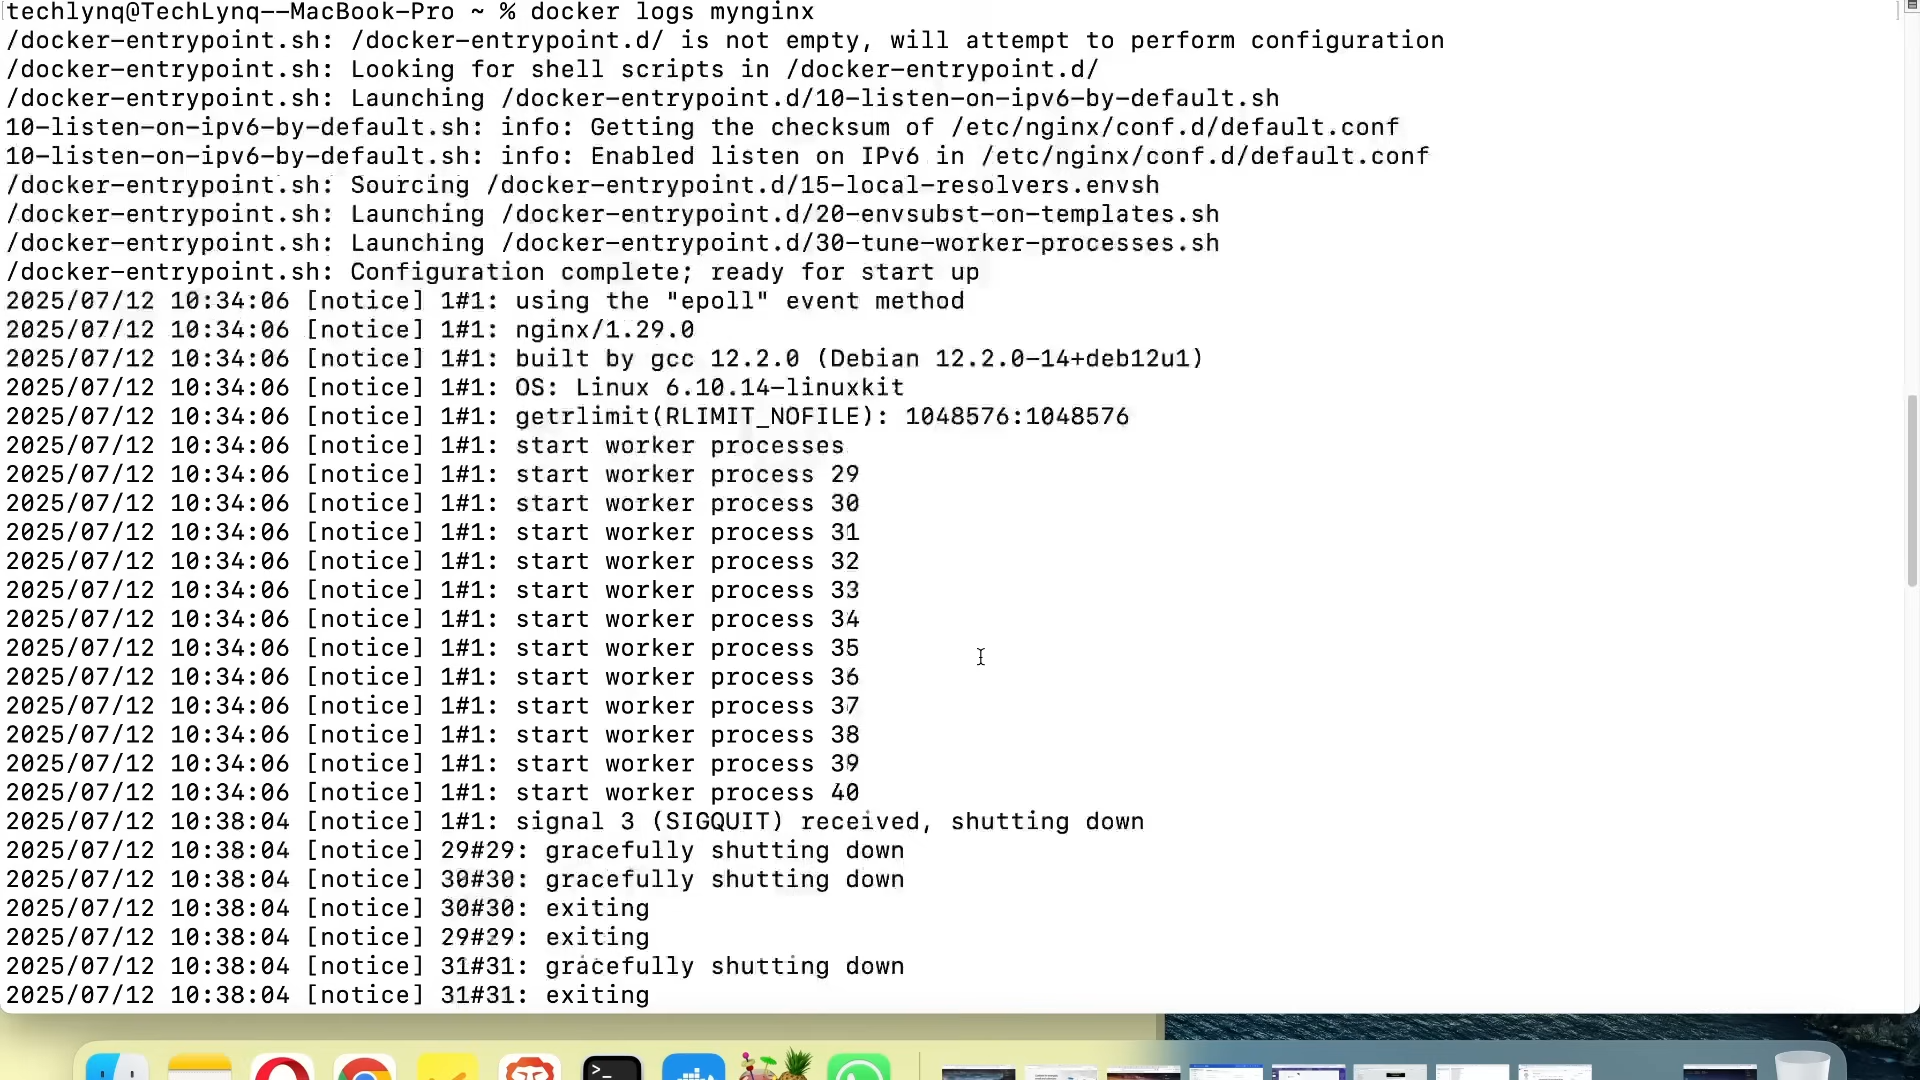 techlynq@TechLynq--MacBook-Pro ~ % docker logs mynginx
/docker-entrypoint.sh: /docker-entrypoint.d/ is not empty, will attempt to perform configuration
/docker-entrypoint.sh: Looking for shell scripts in /docker-entrypoint.d/
/docker-entrypoint.sh: Launching /docker-entrypoint.d/10-listen-on-ipv6-by-default.sh
10-listen-on-ipv6-by-default.sh: info: Getting the checksum of /etc/nginx/conf.d/default.conf
10-listen-on-ipv6-by-default.sh: info: Enabled listen on IPv6 in /etc/nginx/conf.d/default.conf
/docker-entrypoint.sh: Sourcing /docker-entrypoint.d/15-local-resolvers.envsh
/docker-entrypoint.sh: Launching /docker-entrypoint.d/20-envsubst-on-templates.sh
/docker-entrypoint.sh: Launching /docker-entrypoint.d/30-tune-worker-processes.sh
/docker-entrypoint.sh: Configuration complete; ready for start up
2025/07/12 10:34:06 [notice] 1#1: using the "epoll" event method
2025/07/12 10:34:06 [notice] 1#1: nginx/1.29.0
2025/07/12 10:34:06 [notice] 1#1: built by gcc 12.2.0 (Debian 12.2.0-14+deb12u1)
2025/07/12 10:34:06 [notice] 1#1: OS: Linux 6.10.14-linuxkit
2025/07/12 10:34:06 [notice] 1#1: getrlimit(RLIMIT_NOFILE): 1048576:1048576
2025/07/12 10:34:06 [notice] 1#1: start worker processes
2025/07/12 10:34:06 [notice] 1#1: start worker process 29
2025/07/12 10:34:06 [notice] 1#1: start worker process 30
2025/07/12 10:34:06 [notice] 1#1: start worker process 31
2025/07/12 10:34:06 [notice] 1#1: start worker process 32
2025/07/12 10:34:06 [notice] 1#1: start worker process 33
2025/07/12 10:34:06 [notice] 1#1: start worker process 34
2025/07/12 10:34:06 [notice] 1#1: start worker process 35
2025/07/12 10:34:06 [notice] 1#1: start worker process 36
2025/07/12 10:34:06 [notice] 1#1: start worker process 37
2025/07/12 10:34:06 [notice] 1#1: start worker process 38
2025/07/12 10:34:06 [notice] 1#1: start worker process 39
2025/07/12 10:34:06 [notice] 1#1: start worker process 40
2025/07/12 10:38:04 [notice] 1#1: signal 3 (SIGQUIT) received, shutting down
2025/07/12 10:38:04 [notice] 29#29: gracefully shutting down
2025/07/12 10:38:04 [notice] 30#30: gracefully shutting down
2025/07/12 10:38:04 [notice] 30#30: exiting
2025/07/12 10:38:04 [notice] 29#29: exiting
2025/07/12 10:38:04 [notice] 31#31: gracefully shutting down
2025/07/12 10:38:04 [notice] 31#31: exiting